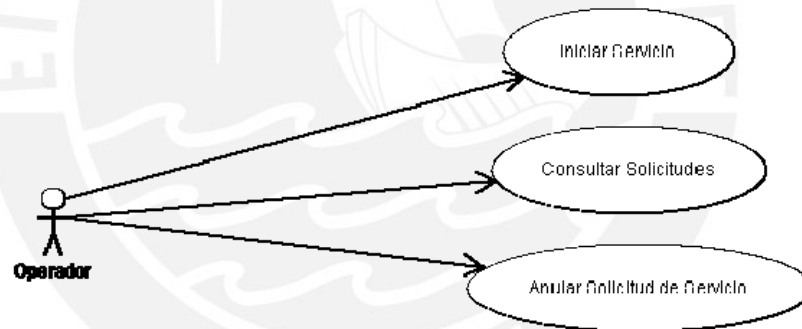 Iniciar Servicio
Consultar Solicitudes
Operador
Anular Solicitud de Servicio